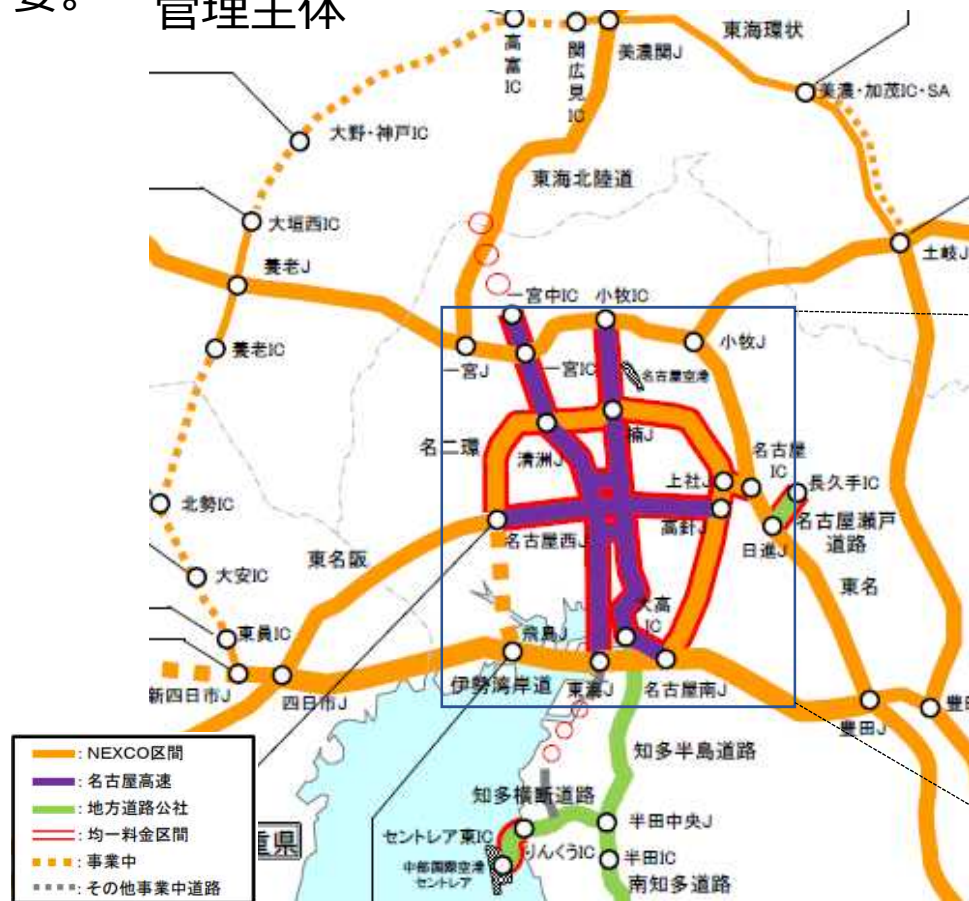 要。
管理主体
高富IC
関広見IC
美濃関J
東海環状
美濃・加茂IC・SA
大野・神戸IC
東海北陸道
大垣西IC
土岐J
養老J
一宮中IC
小牧IC
養老IC
一宮J
一宮IC
名古屋空港
小牧J
名二環
清洲J
楠J
上社J
名古屋IC
長久手IC
北勢IC
名古屋西J
高針J
日進J
名古屋瀬戸道路
東名阪
大安IC
東名
大高IC
東員IC
飛島J
新四日市J
四日市J
伊勢湾岸道
東海J
名古屋南J
豊田J
知多半島道路
知多横断道路
セントレア東IC
りんくうIC
半田中央J
中部国際空港
セントレア
半田IC
南知多道路
重県
: NEXCO区間
: 名古屋高速
: 地方道路公社
: 均一料金区間
: 事業中
: その他事業中道路